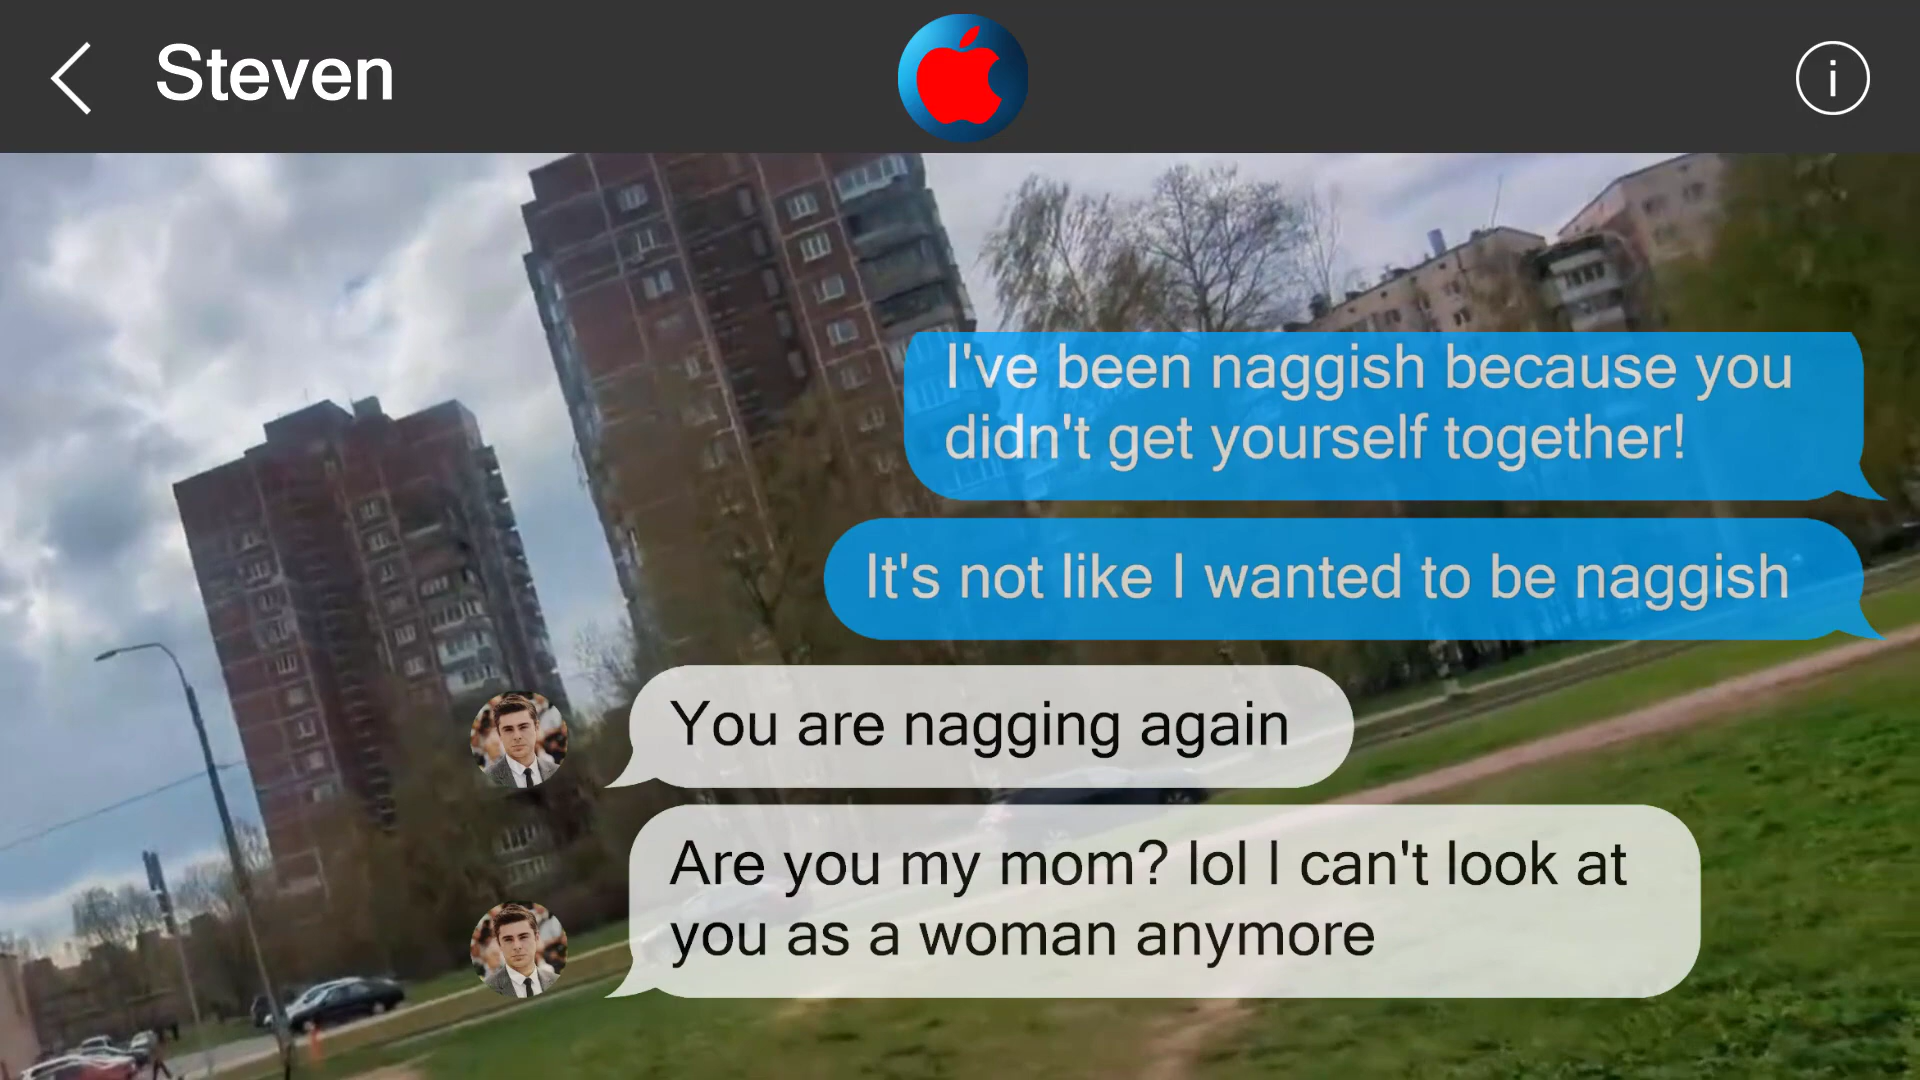 Steven
i
I've been naggish because you
didn't get yourself together!
It's not like I wanted to be naggish
You are nagging again
Are you my mom? lol I can't look at
you as a woman anymore